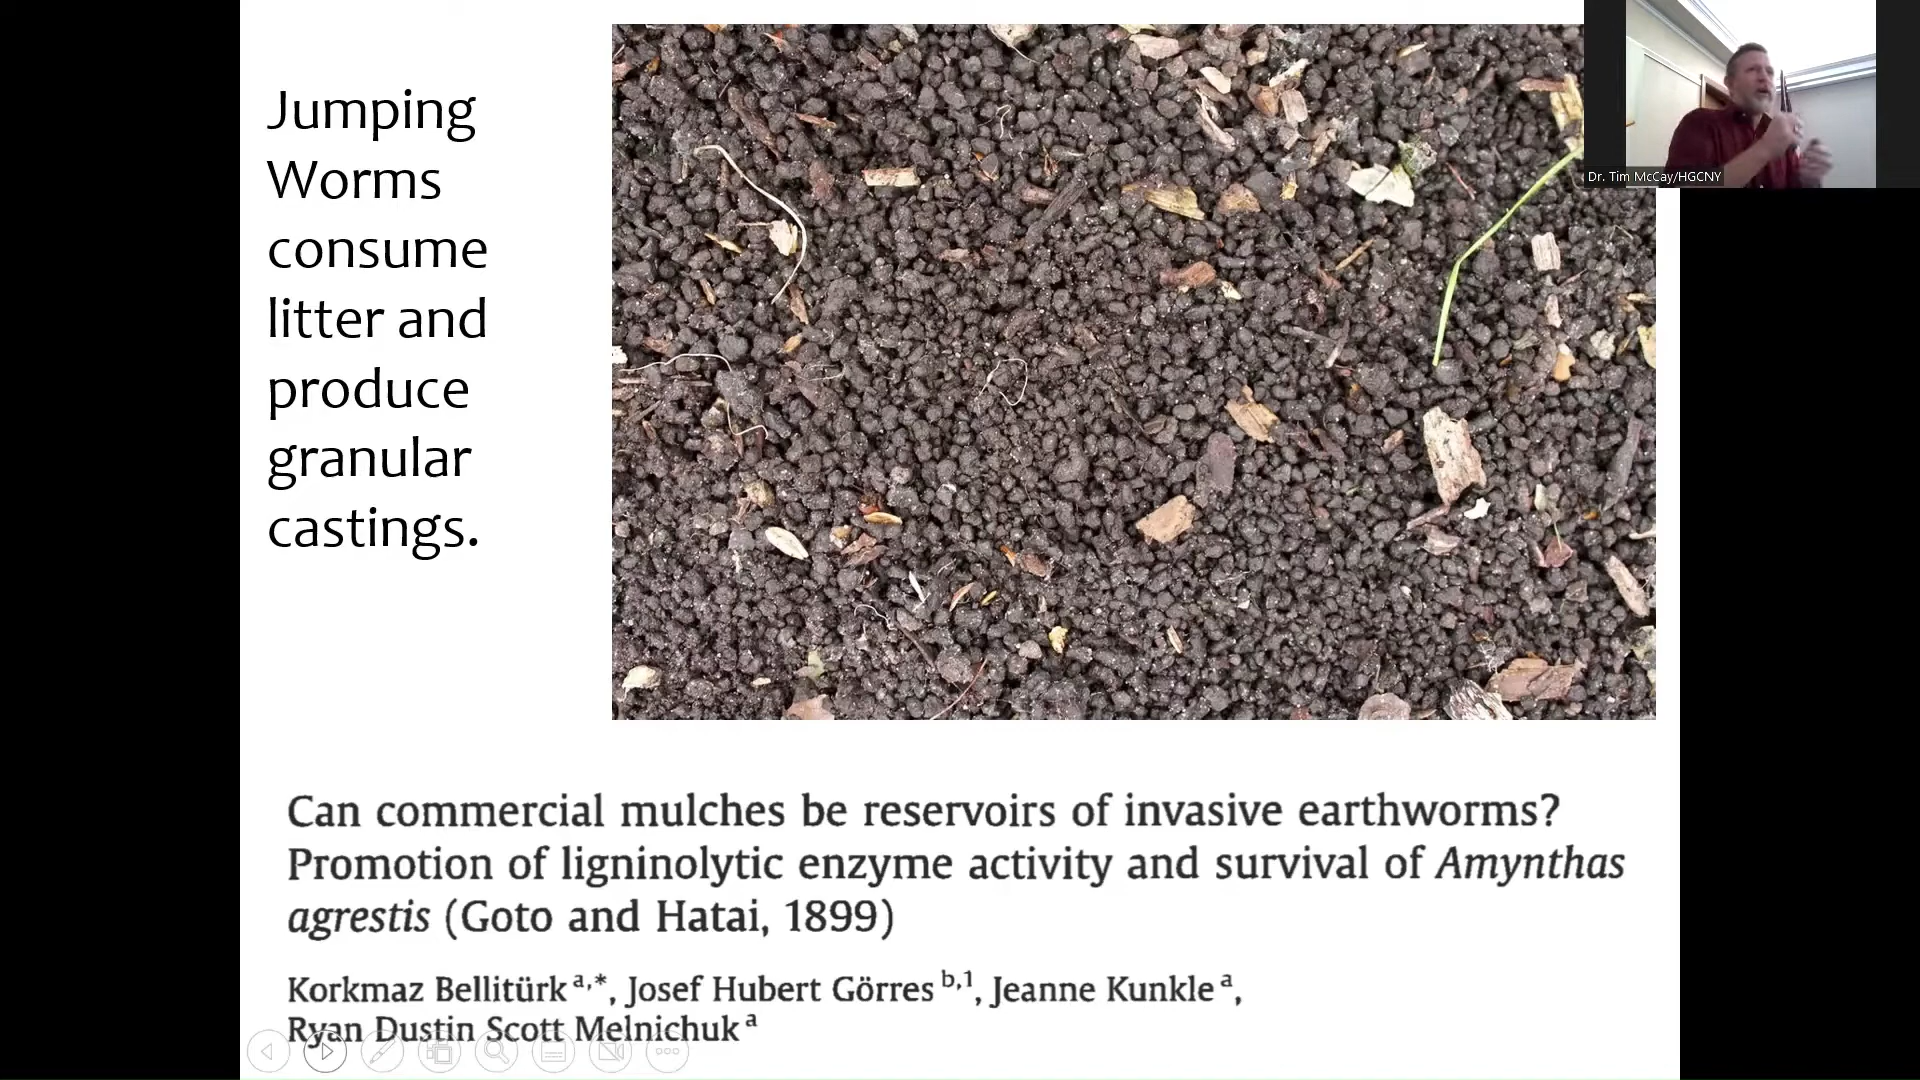 Jumping
Worms
consume
litter and
produce
granular
castings.
Dr. Tim McCay/HGCNY
Can commercial mulches be reservoirs of invasive earthworms?
Promotion of ligninolytic enzyme activity and survival of Amynthas
agrestis (Goto and Hatai, 1899)
Korkmaz Bellitürk a,*, Josef Hubert Görres b,1, Jeanne Kunkle a,
Ryan Dustin Scott Melnichuk a